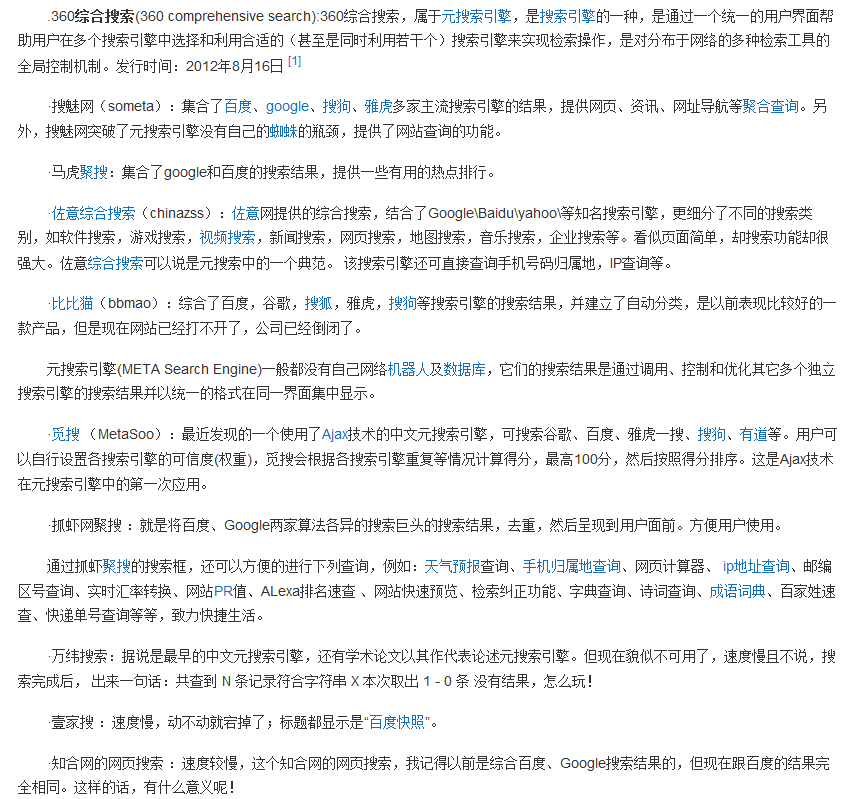 .360综合搜索(360 comprehensive search):360综合搜索，属于元搜索引擎，是搜索引擎的一种，是通过一个统一的用户界面帮
助用户在多个搜索引擎中选择和利用合适的（甚至是同时利用若干个）搜索引擎来实现检索操作，是对分布于网络的多种检索工具的
全局控制机制。发行时间：2012年8月16日 [1]
·搜魅网（someta）：集合了百度、google、搜狗、雅虎多家主流搜索引擎的结果，提供网页、资讯、网址导航等聚合查询。另
外，搜魅网突破了元搜索引擎没有自己的蜘蛛的瓶颈，提供了网站查询的功能。
·马虎聚搜：集合了google和百度的搜索结果，提供一些有用的热点排行。
·佐意综合搜索（chinazss）：佐意网提供的综合搜索，结合了Google\Baidu\yahoo\等知名搜索引擎，更细分了不同的搜索类
别，如软件搜索，游戏搜索，视频搜索，新闻搜索，网页搜索，地图搜索，音乐搜索，企业搜索等。看似页面简单，却搜索功能却很
强大。佐意综合搜索可以说是元搜索中的一个典范。 该搜索引擎还可直接查询手机号码归属地，IP查询等。
·比比猫（bbmao）：综合了百度，谷歌，搜狐，雅虎，搜狗等搜索引擎的搜索结果，并建立了自动分类，是以前表现比较好的一
款产品，但是现在网站已经打不开了，公司已经倒闭了。
元搜索引擎(META Search Engine)一般都没有自己网络机器人及数据库，它们的搜索结果是通过调用、控制和优化其它多个独立
搜索引擎的搜索结果并以统一的格式在同一界面集中显示。
·觅搜 （MetaSoo）：最近发现的一个使用了Ajax技术的中文元搜索引擎，可搜索谷歌、百度、雅虎一搜、搜狗、有道等。用户可
以自行设置各搜索引擎的可信度(权重)，觅搜会根据各搜索引擎重复等情况计算得分，最高100分，然后按照得分排序。这是Ajax技术
在元搜索引擎中的第一次应用。
·抓虾网聚搜 ：就是将百度、Google两家算法各异的搜索巨头的搜索结果，去重，然后呈现到用户面前。方便用户使用。
通过抓虾聚搜的搜索框，还可以方便的进行下列查询，例如：天气预报查询、手机归属地查询、网页计算器、 ip地址查询、邮编
区号查询、实时汇率转换、网站PR值、ALexa排名速查 、网站快速预览、检索纠正功能、字典查询、诗词查询、成语词典、百家姓速
查、快递单号查询等等，致力快捷生活。
·万纬搜索：据说是最早的中文元搜索引擎，还有学术论文以其作代表论述元搜索引擎。但现在貌似不可用了，速度慢且不说，搜
索完成后， 出来一句话：共查到 N 条记录符合字符串 X 本次取出 1 - 0 条 没有结果，怎么玩！
·壹家搜 ：速度慢，动不动就宕掉了；标题都显示是“百度快照”。
·知合网的网页搜索 ：速度较慢，这个知合网的网页搜索，我记得以前是综合百度、Google搜索结果的，但现在跟百度的结果完
全相同。这样的话，有什么意义呢！